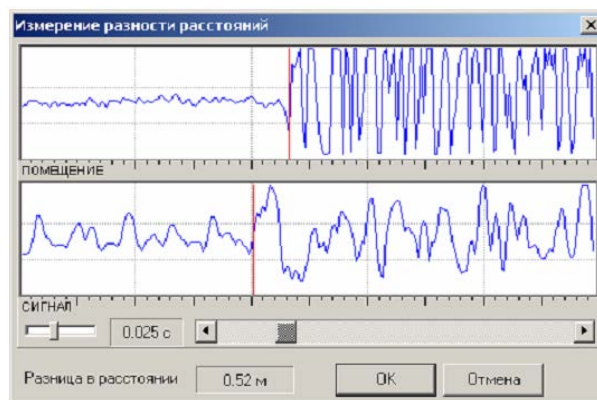 Измерение разности расстояний
ПОМЕЩЕНИЕ
СИГНАЛ
0.025 с
Разница в расстоянии 0.52 м OK Отмена